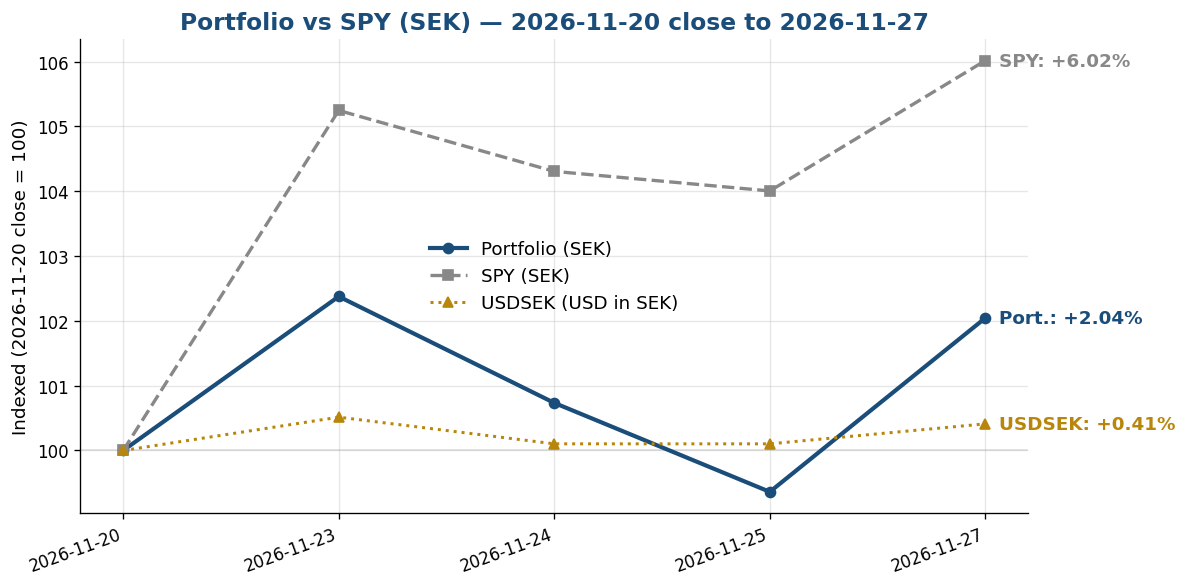 Portfolio vs SPY (SEK) — 2026-11-20 close to 2026-11-27
Indexed (2026-11-20 close = 100)
106
105
104
103
102
101
100
SPY: +6.02%
Port.: +2.04%
USDSEK: +0.41%
Portfolio (SEK)
SPY (SEK)
USDSEK (USD in SEK)
2026-11-20
2026-11-23
2026-11-24
2026-11-25
2026-11-27